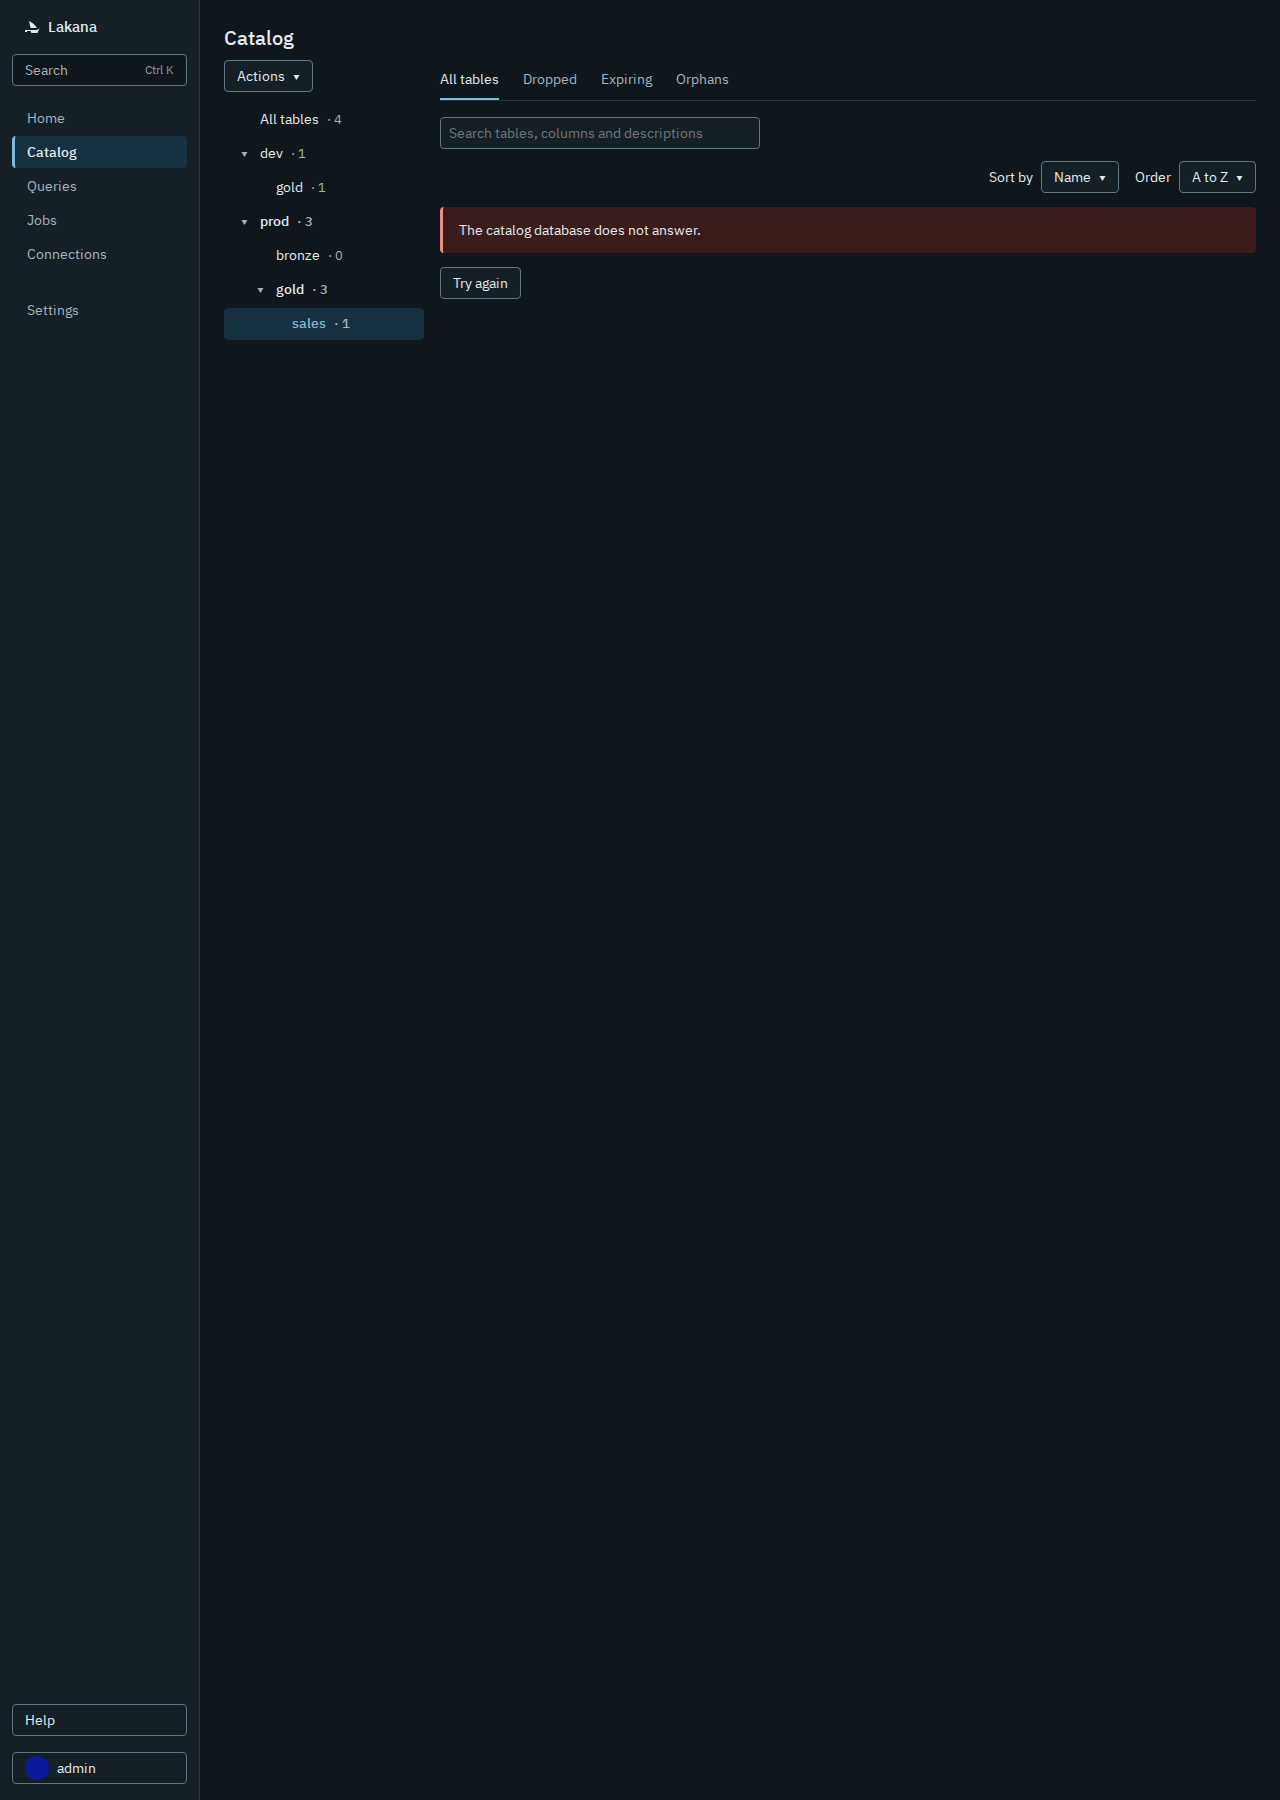 Lakana
Search Ctrl K
Home
Catalog
Queries
Jobs
Connections
Settings
Help
admin
Catalog
Actions ▾
All tables · 4
▾ dev · 1
gold · 1
▾ prod · 3
bronze · 0
▾ gold · 3
sales · 1
All tables Dropped Expiring Orphans
Search tables, columns and descriptions
Sort by Name ▾ Order A to Z ▾
The catalog database does not answer.
Try again